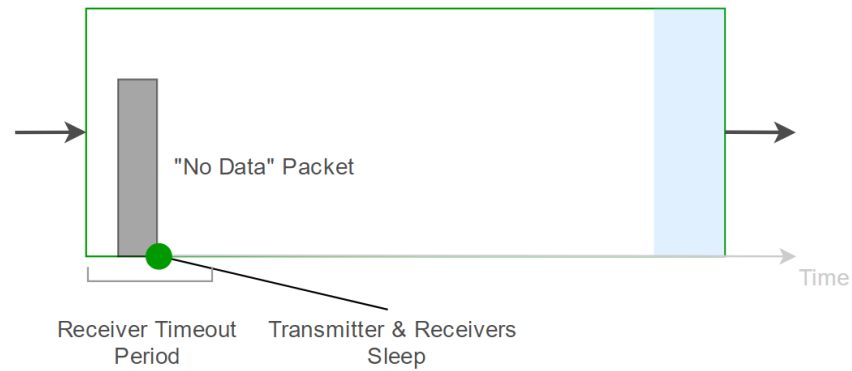 "No Data" Packet
Time
Receiver Timeout
Period
Transmitter & Receivers
Sleep